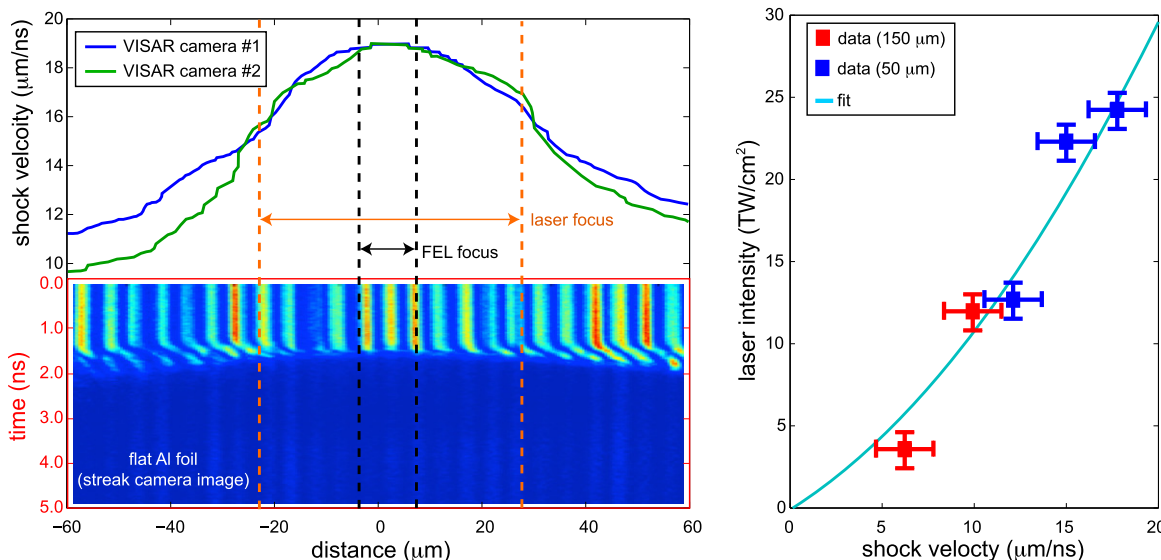 20
18
16
14
12
10
shock velcoity (μm/ns)
VISAR camera #1
VISAR camera #2
laser focus
FEL focus
0.0
1.0
2.0
3.0
4.0
5.0
time (ns)
flat Al foil
(streak camera image)
−60
−40
−20
0
20
40
60
distance (μm)
30
25
20
15
10
5
0
laser intensity (TW/cm²)
data (150 μm)
data (50 μm)
fit
0
5
10
15
20
shock velocty (μm/ns)